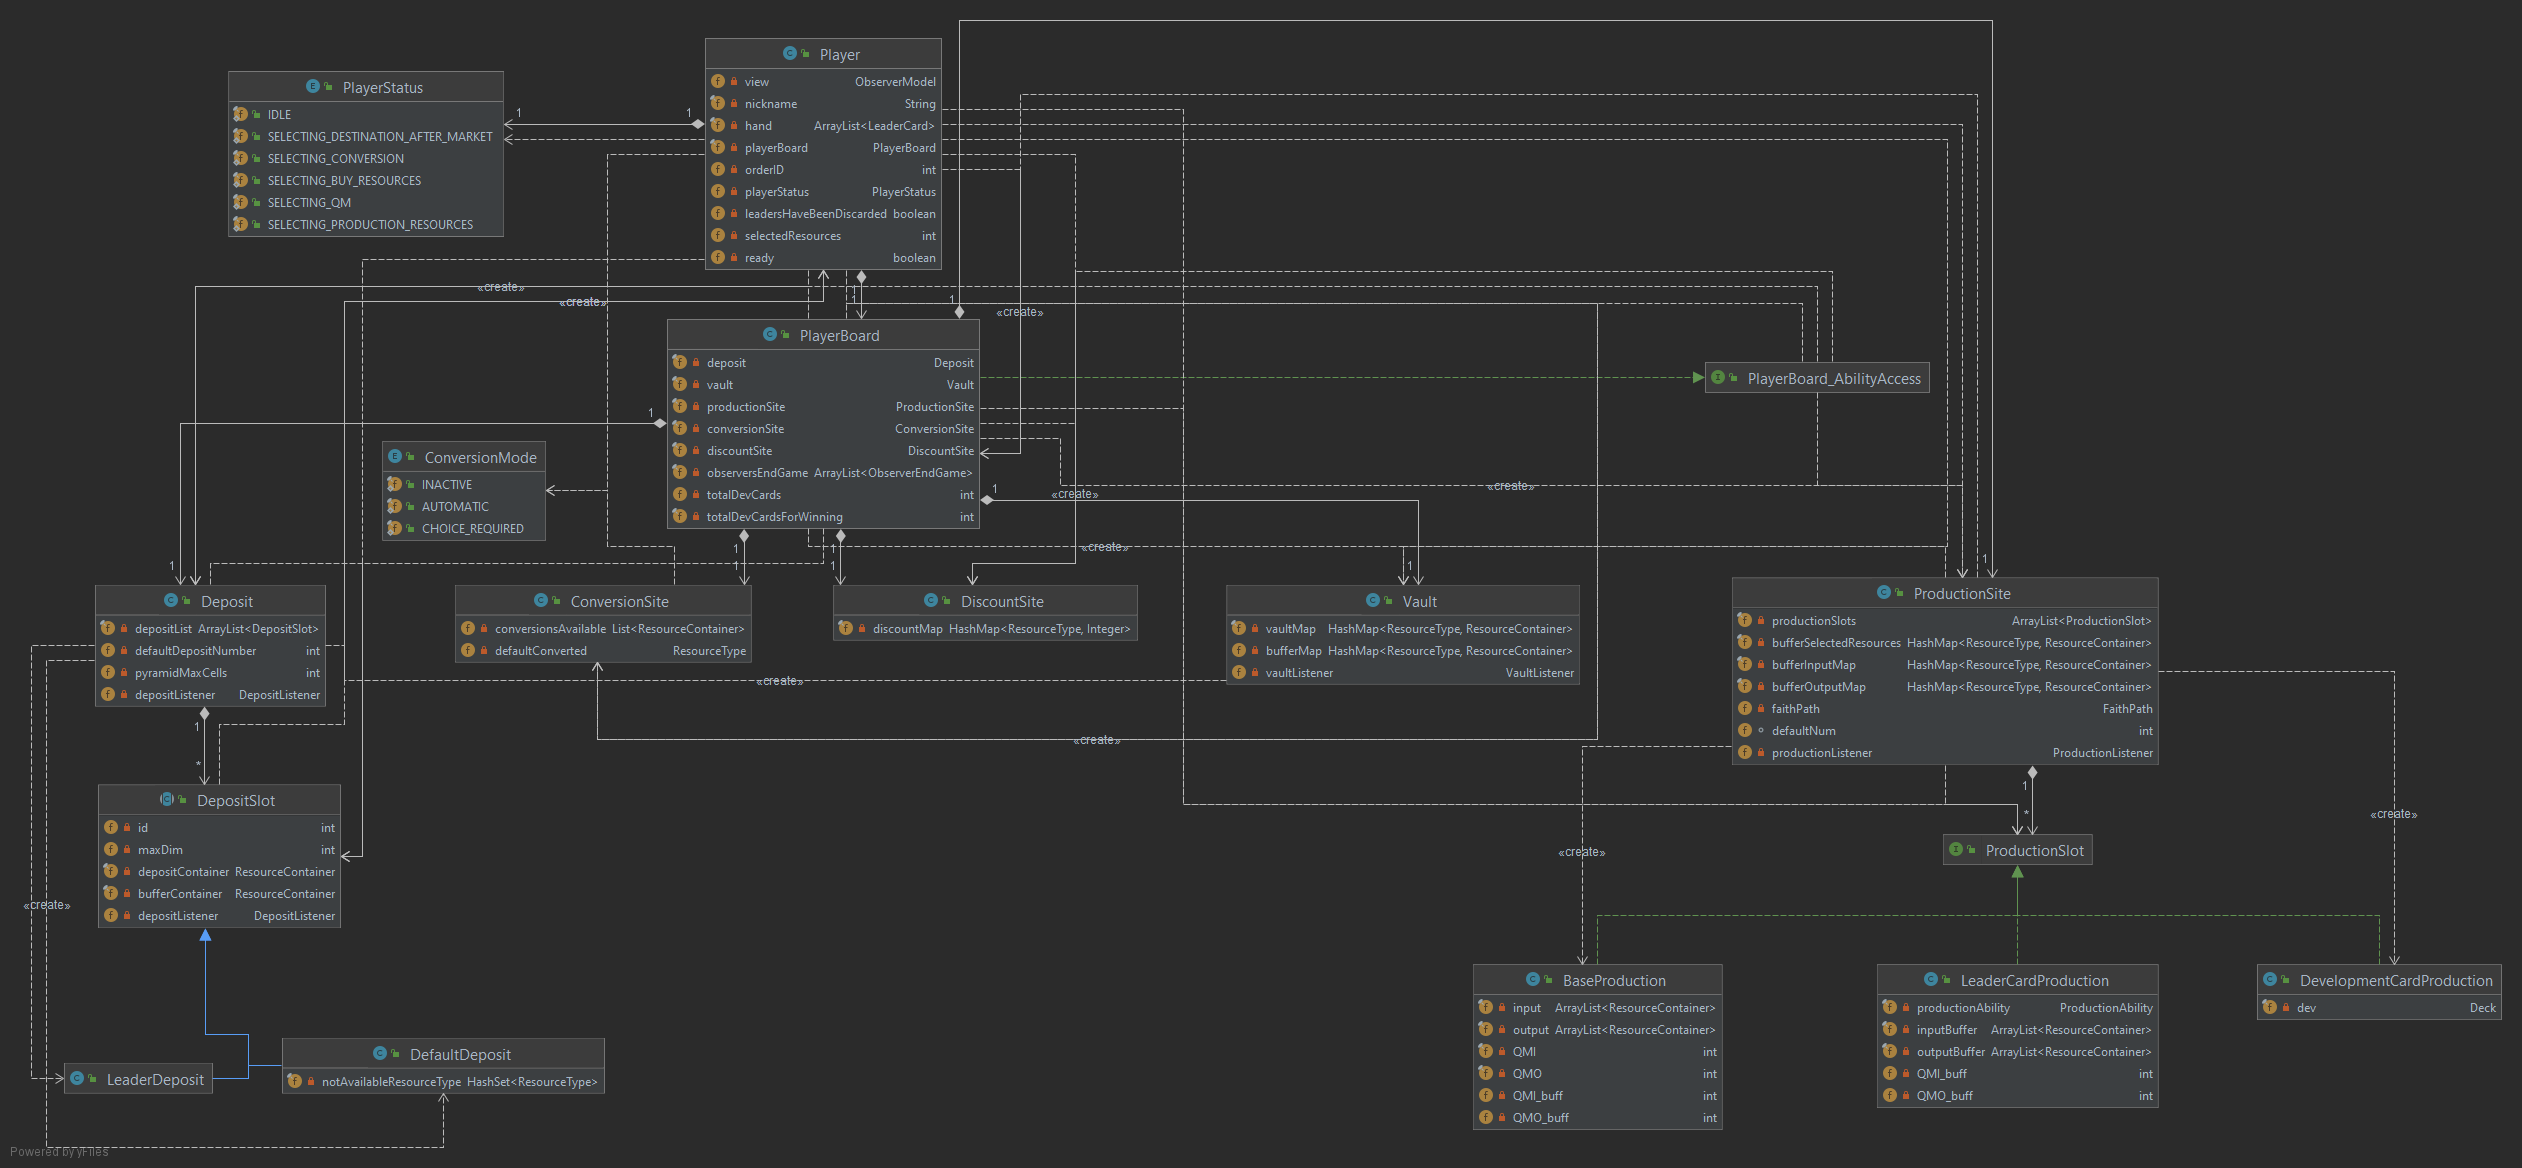 Player
view ObserverModel
nickname String
hand ArrayList<LeaderCard>
playerBoard PlayerBoard
orderID int
playerStatus PlayerStatus
leadersHaveBeenDiscarded boolean
selectedResources int
ready boolean
PlayerStatus
IDLE
SELECTING_DESTINATION_AFTER_MARKET
SELECTING_CONVERSION
SELECTING_BUY_RESOURCES
SELECTING_QM
SELECTING_PRODUCTION_RESOURCES
1
1
«create»
«create»
1
1
1
«create»
PlayerBoard
deposit Deposit
vault Vault
productionSite ProductionSite
conversionSite ConversionSite
discountSite DiscountSite
observersEndGame ArrayList<ObserverEndGame>
totalDevCards int
totalDevCardsForWinning int
PlayerBoard_AbilityAccess
1
ConversionMode
INACTIVE
AUTOMATIC
CHOICE_REQUIRED
1
«create»
«create»
1
1
«create»
1
1
1
1
1
Deposit
depositList ArrayList<DepositSlot>
defaultDepositNumber int
pyramidMaxCells int
depositListener DepositListener
ConversionSite
conversionsAvailable List<ResourceContainer>
defaultConverted ResourceType
DiscountSite
discountMap HashMap<ResourceType, Integer>
Vault
vaultMap HashMap<ResourceType, ResourceContainer>
bufferMap HashMap<ResourceType, ResourceContainer>
vaultListener VaultListener
ProductionSite
productionSlots ArrayList<ProductionSlot>
bufferSelectedResources HashMap<ResourceType, ResourceContainer>
bufferInputMap HashMap<ResourceType, ResourceContainer>
bufferOutputMap HashMap<ResourceType, ResourceContainer>
faithPath FaithPath
defaultNum int
productionListener ProductionListener
«create»
1
*
«create»
1
*
«create»
«create»
DepositSlot
id int
maxDim int
depositContainer ResourceContainer
bufferContainer ResourceContainer
depositListener DepositListener
ProductionSlot
«create»
BaseProduction
input ArrayList<ResourceContainer>
output ArrayList<ResourceContainer>
QMI int
QMO int
QMI_buff int
QMO_buff int
LeaderCardProduction
productionAbility ProductionAbility
inputBuffer ArrayList<ResourceContainer>
outputBuffer ArrayList<ResourceContainer>
QMI_buff int
QMO_buff int
DevelopmentCardProduction
dev Deck
LeaderDeposit
DefaultDeposit
notAvailableResourceType HashSet<ResourceType>
Powered by yFiles